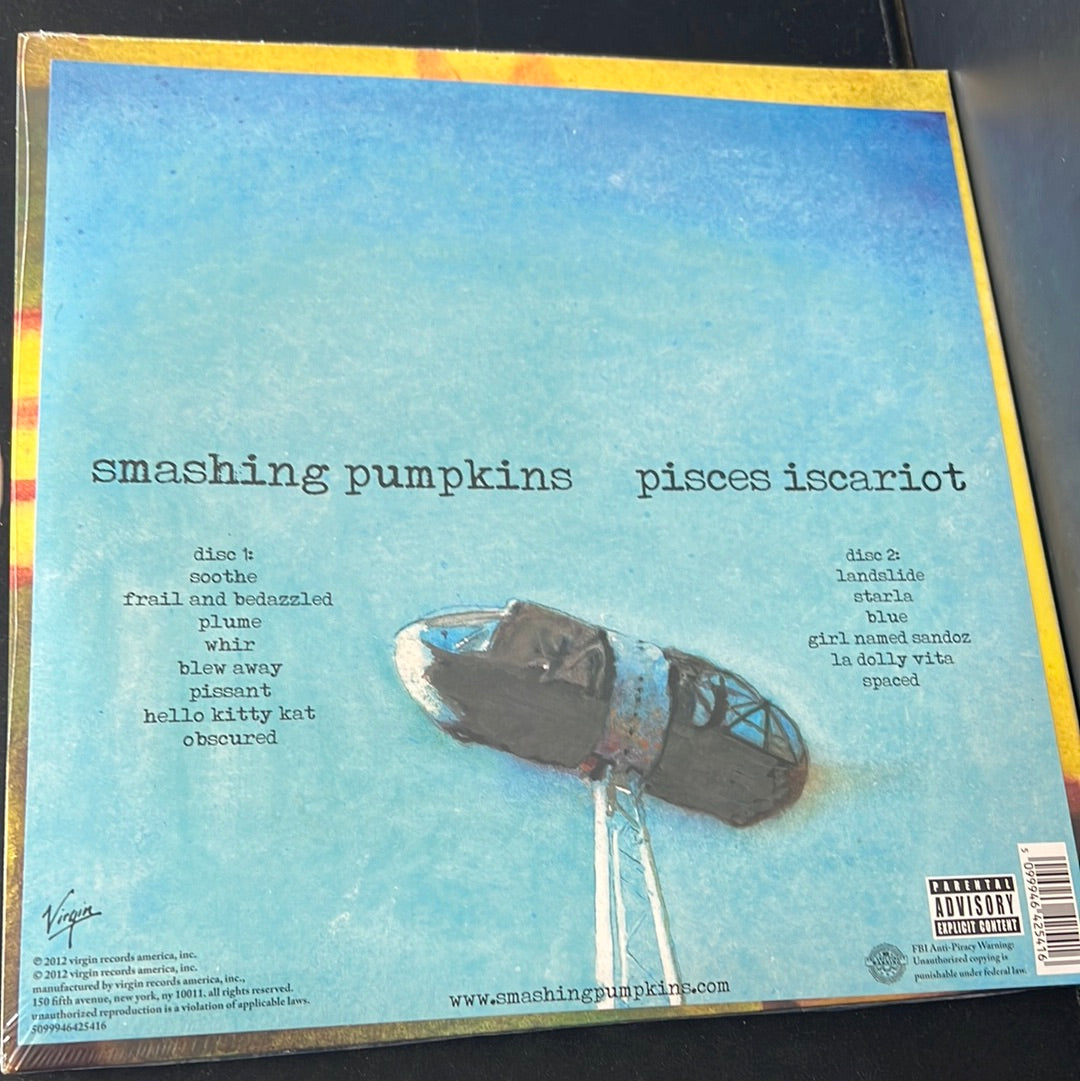 smashing pumpkins
pisces iscariot
disc 1:
soothe
frail and bedazzled
plume
whir
blew away
pissant
hello kitty kat
obscured
disc 2:
landslide
starla
blue
girl named sandoz
la dolly vita
spaced
Virgin
℗ 2012 virgin records america, inc.
© 2012 virgin records america, inc.
manufactured by virgin records america, inc.,
150 fifth avenue, new york, ny 10011. all rights reserved.
unauthorized reproduction is a violation of applicable laws.
5099946425416
www.smashingpumpkins.com
PARENTAL
ADVISORY
EXPLICIT CONTENT
FBI Anti-Piracy Warning:
Unauthorized copying is
punishable under federal law.
5 099946 425416